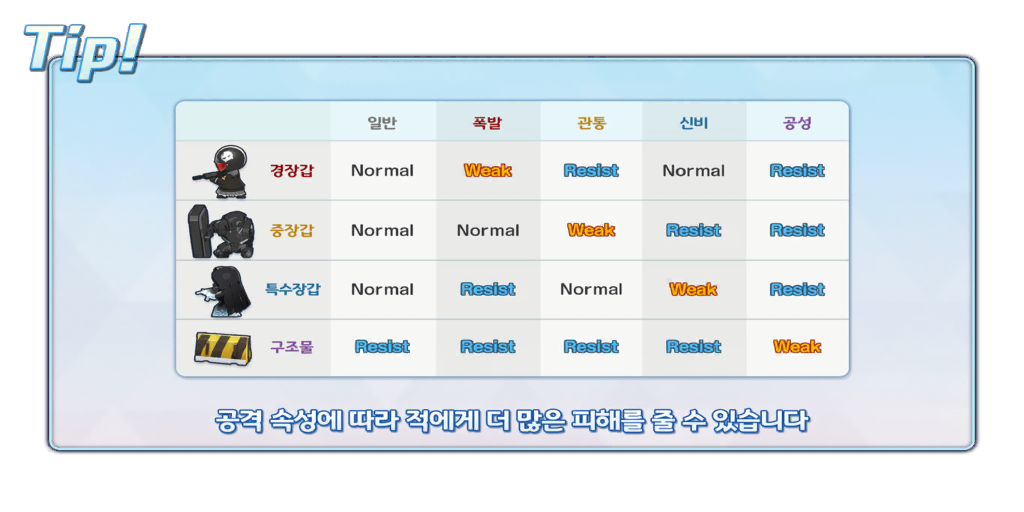 Tip!
일반 폭발 관통 신비 공성
경장갑 Normal Weak Resist Normal Resist
중장갑 Normal Normal Weak Resist Resist
특수장갑 Normal Resist Normal Weak Resist
구조물 Resist Resist Resist Resist Weak
공격 속성에 따라 적에게 더 많은 피해를 줄 수 있습니다